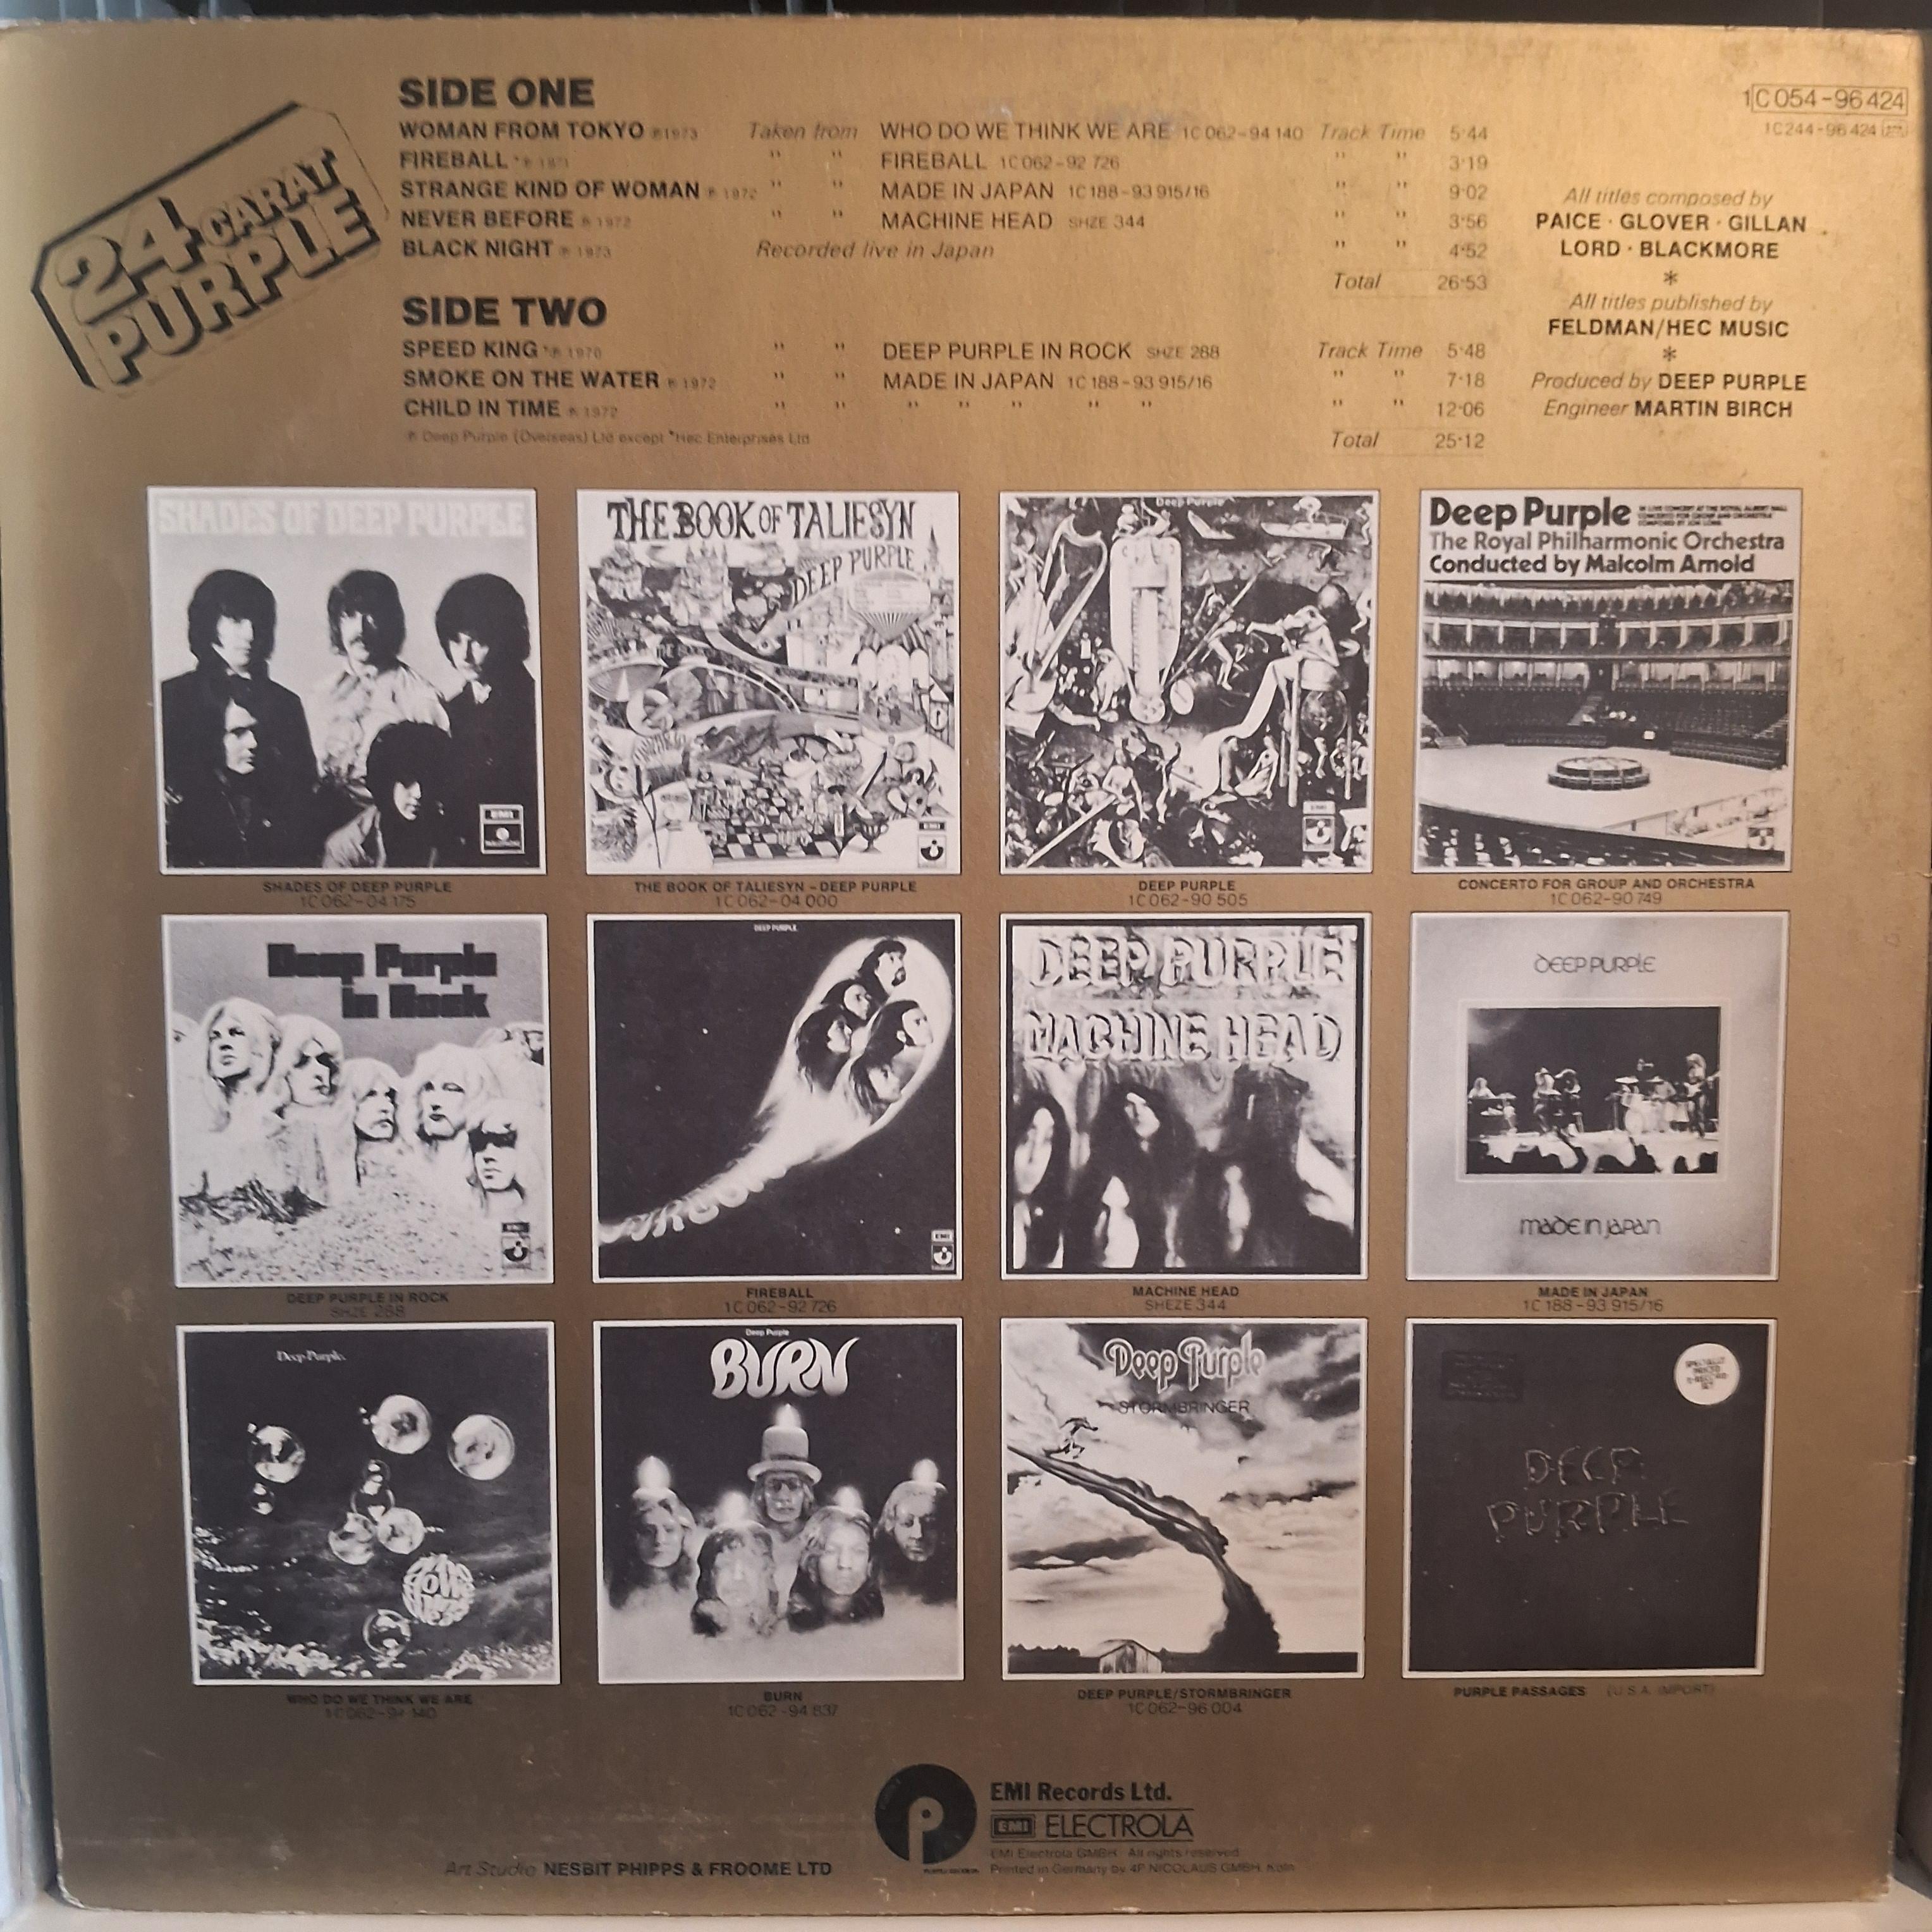 24 CARAT
PURPLE
SIDE ONE
WOMAN FROM TOKYO ℗1973 Taken from WHO DO WE THINK WE ARE 1C 062-94 140 Track Time 5·44
FIREBALL *℗ 1971 " " FIREBALL 1C 062-92 726 " " 3·19
STRANGE KIND OF WOMAN ℗ 1972 " " MADE IN JAPAN 1C 188-93 915/16 " " 9·02
NEVER BEFORE ℗ 1972 " " MACHINE HEAD SHZE 344 " " 3·56
BLACK NIGHT ℗ 1973 Recorded live in Japan " " 4·52
Total 26·53
SIDE TWO
SPEED KING *℗ 1970 " " DEEP PURPLE IN ROCK SHZE 288 Track Time 5·48
SMOKE ON THE WATER ℗ 1972 " " MADE IN JAPAN 1C 188-93 915/16 " " 7·18
CHILD IN TIME ℗ 1972 " " " " " " " " " 12·06
℗ Deep Purple (Overseas) Ltd except *Hec Enterprises Ltd
Total 25·12
1C 054-96 424
1C 244-96 424
All titles composed by
PAICE · GLOVER · GILLAN
LORD · BLACKMORE
*
All titles published by
FELDMAN/HEC MUSIC
*
Produced by DEEP PURPLE
Engineer MARTIN BIRCH
SHADES OF DEEP PURPLE
EMI
SHADES OF DEEP PURPLE
1C 062-04 175
THE BOOK OF TALIESYN
DEEP PURPLE
EMI
THE BOOK OF TALIESYN - DEEP PURPLE
1C 062-04 000
Deep Purple
EMI
DEEP PURPLE
1C 062-90 505
Deep Purple
The Royal Philharmonic Orchestra
Conducted by Malcolm Arnold
CONCERTO FOR GROUP AND ORCHESTRA
1C 062-90 749
Deep Purple
in Rock
EMI
DEEP PURPLE IN ROCK
SHZE 288
DEEP PURPLE
FIREBALL
EMI
FIREBALL
1C 062-92 726
DEEP PURPLE
MACHINE HEAD
MACHINE HEAD
SHEZE 344
DEEP PURPLE
made in japan
MADE IN JAPAN
1C 188-93 915/16
Deep Purple.
WHO DO WE THINK WE ARE
1C 062-94 140
Deep Purple
BURN
BURN
1C 062-94 837
Deep Purple
STORMBRINGER
DEEP PURPLE/STORMBRINGER
1C 062-96 004
DEEP
PURPLE
PURPLE PASSAGES (U.S.A. IMPORT)
EMI Records Ltd.
EMI ELECTROLA
EMI Electrola GMBH All rights reserved
Printed in Germany by 4P NICOLAUS GMBH, Köln
Art Studio NESBIT PHIPPS & FROOME LTD